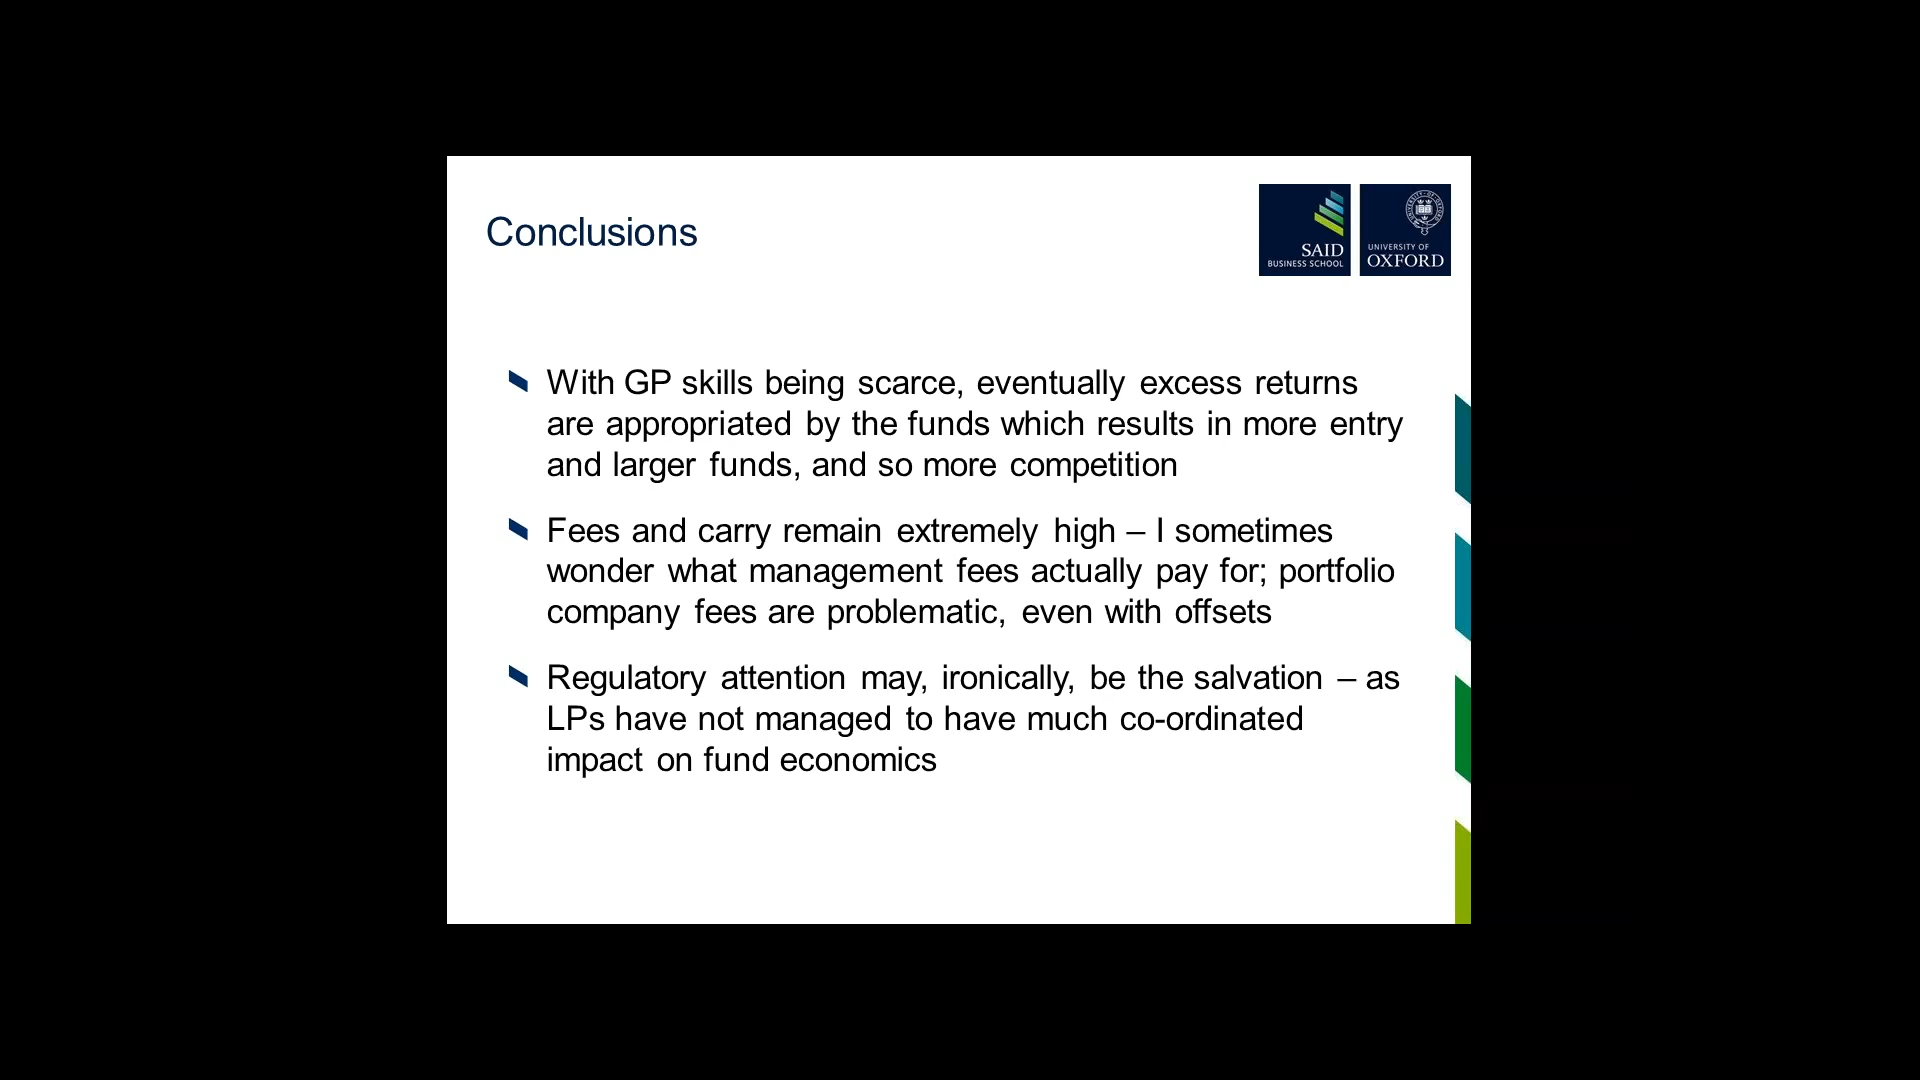 Conclusions
SAID
BUSINESS SCHOOL
UNIVERSITY OF
OXFORD
With GP skills being scarce, eventually excess returns
are appropriated by the funds which results in more entry
and larger funds, and so more competition
Fees and carry remain extremely high – I sometimes
wonder what management fees actually pay for; portfolio
company fees are problematic, even with offsets
Regulatory attention may, ironically, be the salvation – as
LPs have not managed to have much co-ordinated
impact on fund economics